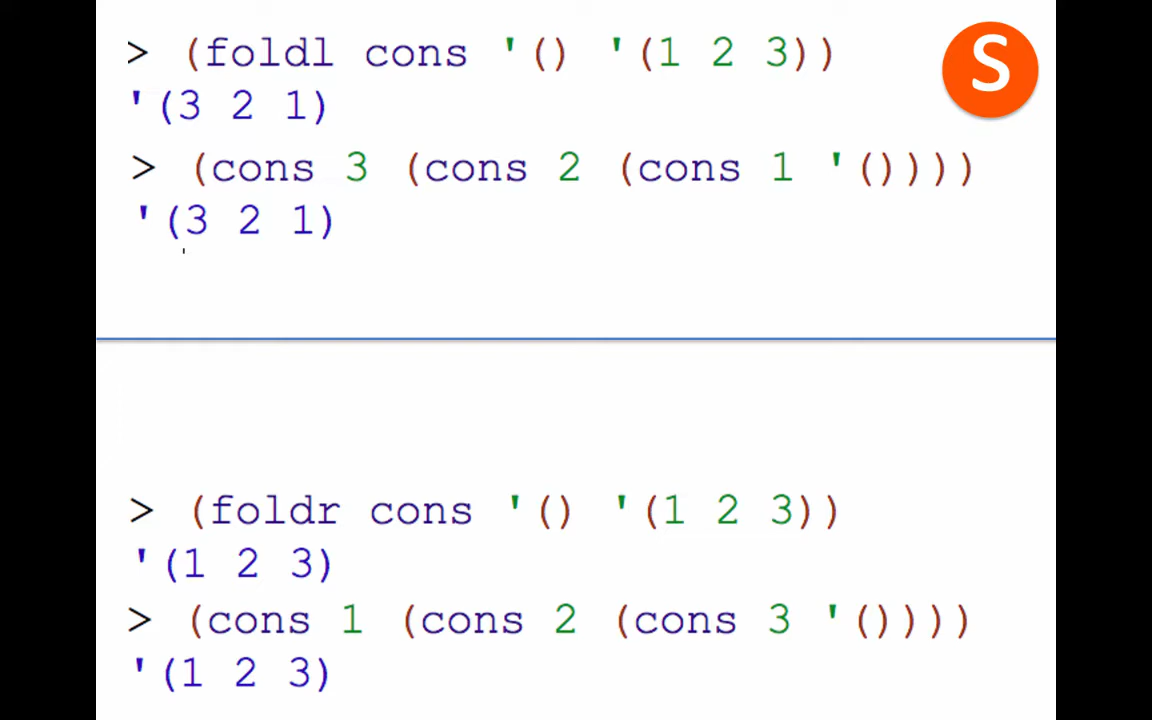 > (foldl cons '() '(1 2 3))
S
'(3 2 1)
> (cons 3 (cons 2 (cons 1 '())))
'(3 2 1)
> (foldr cons '() '(1 2 3))
'(1 2 3)
> (cons 1 (cons 2 (cons 3 '())))
'(1 2 3)